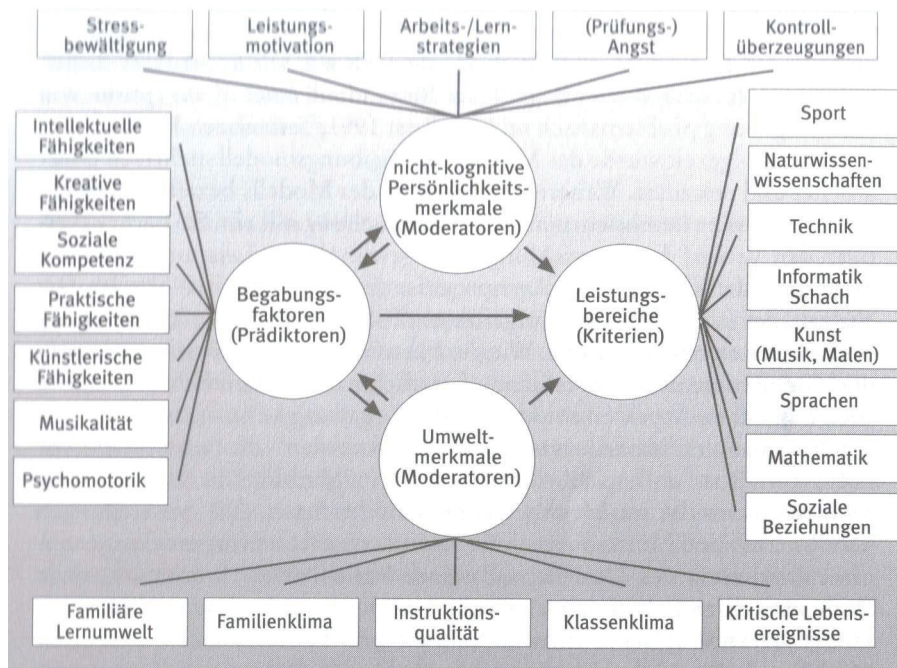 Stress-
bewältigung
Leistungs-
motivation
Arbeits-/Lern-
strategien
(Prüfungs-)
Angst
Kontroll-
überzeugungen
Intellektuelle
Fähigkeiten
Kreative
Fähigkeiten
Soziale
Kompetenz
Praktische
Fähigkeiten
Künstlerische
Fähigkeiten
Musikalität
Psychomotorik
nicht-kognitive
Persönlichkeits-
merkmale
(Moderatoren)
Begabungs-
faktoren
(Prädiktoren)
Leistungs-
bereiche
(Kriterien)
Umwelt-
merkmale
(Moderatoren)
Sport
Naturwissen-
wissenschaften
Technik
Informatik
Schach
Kunst
(Musik, Malen)
Sprachen
Mathematik
Soziale
Beziehungen
Familiäre
Lernumwelt
Familienklima
Instruktions-
qualität
Klassenklima
Kritische Lebens-
ereignisse